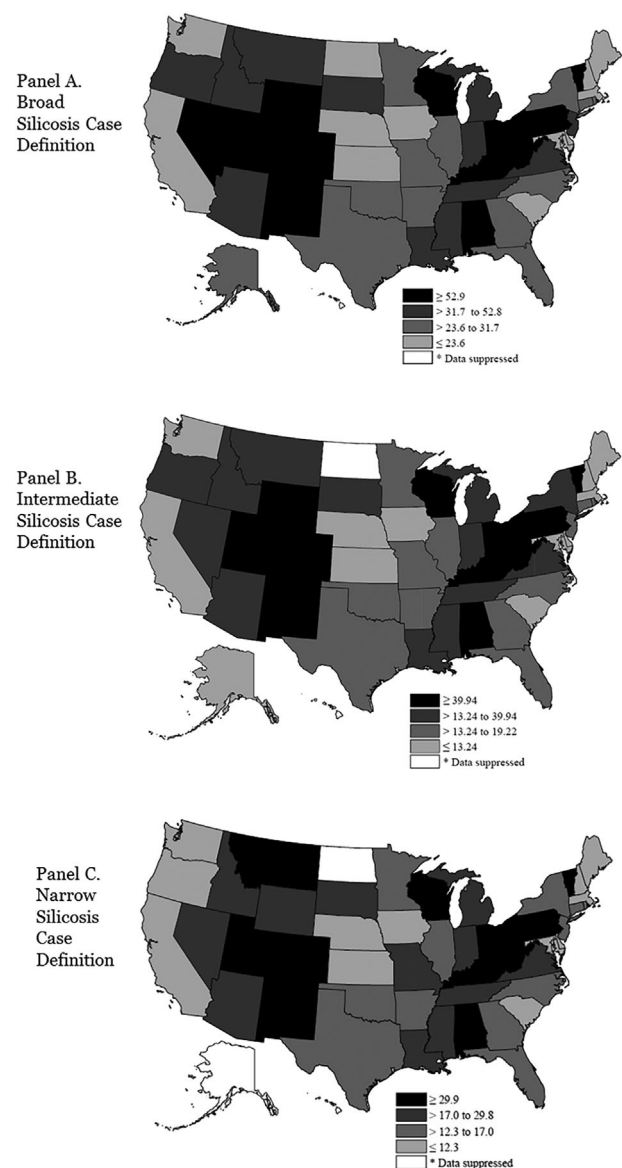 Panel A.
Broad
Silicosis Case
Definition
≥ 52.9
> 31.7 to 52.8
> 23.6 to 31.7
≤ 23.6
* Data suppressed
Panel B.
Intermediate
Silicosis Case
Definition
≥ 39.94
> 13.24 to 39.94
> 13.24 to 19.22
≤ 13.24
* Data suppressed
Panel C.
Narrow
Silicosis
Case
Definition
≥ 29.9
> 17.0 to 29.8
> 12.3 to 17.0
≤ 12.3
* Data suppressed